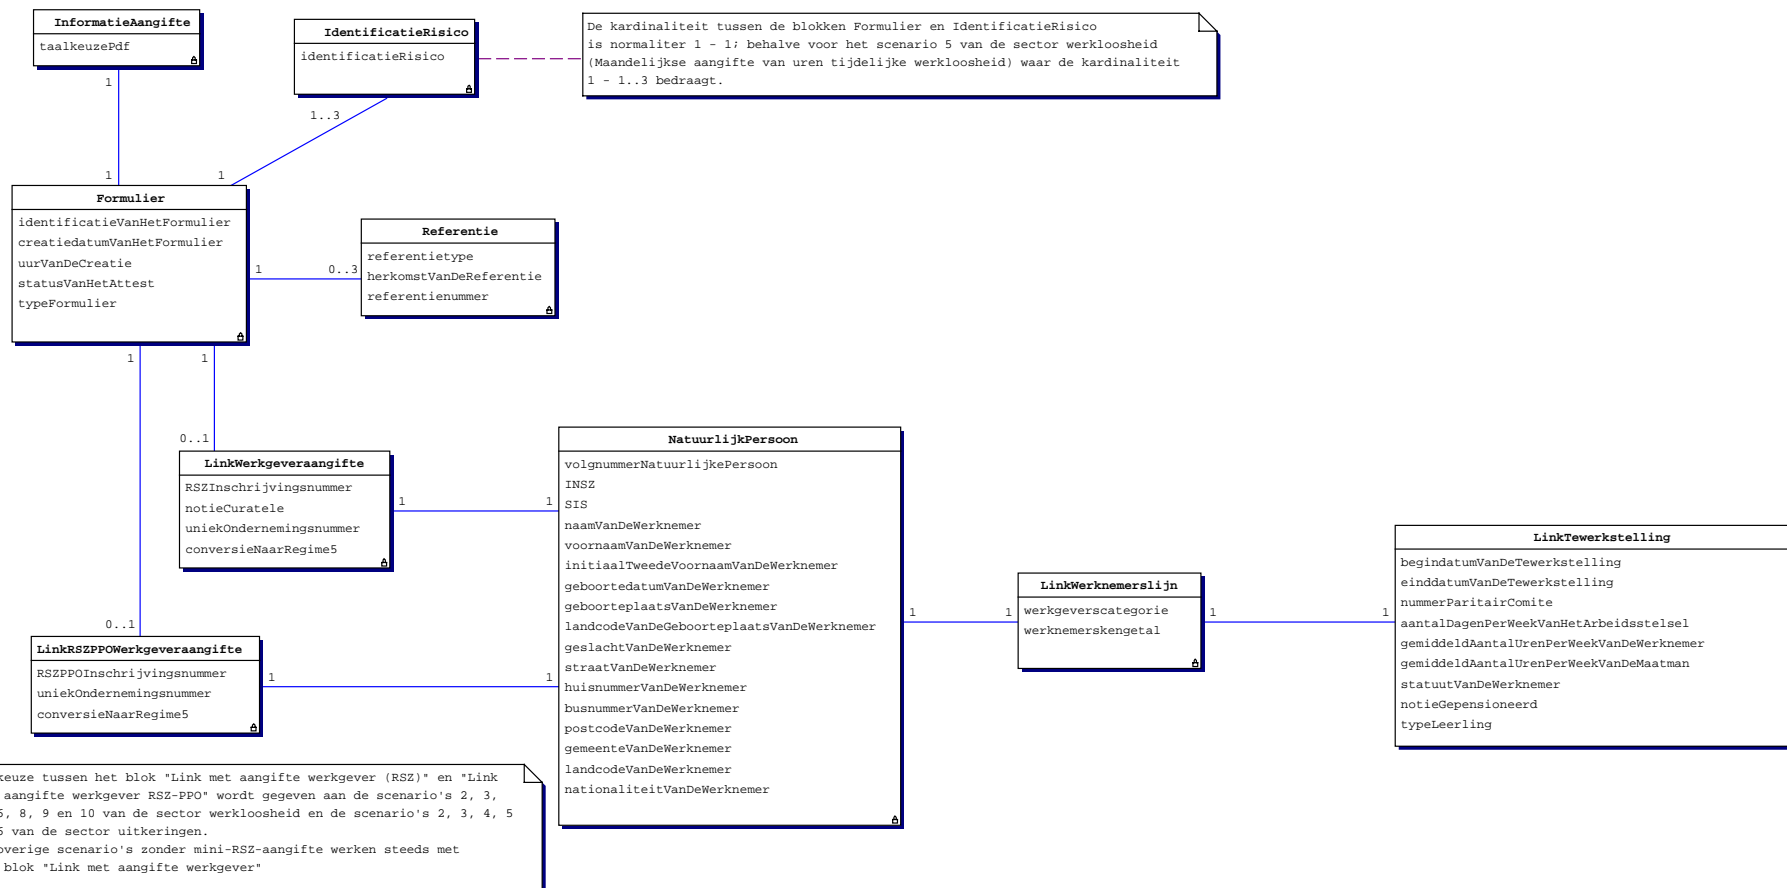 InformatieAangifte
taalkeuzePdf
1
1
IdentificatieRisico
identificatieRisico
1..3
1
De kardinaliteit tussen de blokken Formulier en IdentificatieRisico
is normaliter 1 - 1; behalve voor het scenario 5 van de sector werkloosheid
(Maandelijkse aangifte van uren tijdelijke werkloosheid) waar de kardinaliteit
1 - 1..3 bedraagt.
Formulier
identificatieVanHetFormulier
creatiedatumVanHetFormulier
uurVanDeCreatie
statusVanHetAttest
typeFormulier
1
0..3
Referentie
referentietype
herkomstVanDeReferentie
referentienummer
1
1
0..1
LinkWerkgeveraangifte
RSZInschrijvingsnummer
notieCuratele
uniekOndernemingsnummer
conversieNaarRegime5
1
1
0..1
LinkRSZPPOWerkgeveraangifte
RSZPPOInschrijvingsnummer
uniekOndernemingsnummer
conversieNaarRegime5
1
1
NatuurlijkPersoon
volgnummerNatuurlijkePersoon
INSZ
SIS
naamVanDeWerknemer
voornaamVanDeWerknemer
initiaalTweedeVoornaamVanDeWerknemer
geboortedatumVanDeWerknemer
geboorteplaatsVanDeWerknemer
landcodeVanDeGeboorteplaatsVanDeWerknemer
geslachtVanDeWerknemer
straatVanDeWerknemer
huisnummerVanDeWerknemer
busnummerVanDeWerknemer
postcodeVanDeWerknemer
gemeenteVanDeWerknemer
landcodeVanDeWerknemer
nationaliteitVanDeWerknemer
1
1
LinkWerknemerslijn
werkgeverscategorie
werknemerskengetal
1
1
LinkTewerkstelling
begindatumVanDeTewerkstelling
einddatumVanDeTewerkstelling
nummerParitairComite
aantalDagenPerWeekVanHetArbeidsstelsel
gemiddeldAantalUrenPerWeekVanDeWerknemer
gemiddeldAantalUrenPerWeekVanDeMaatman
statuutVanDeWerknemer
notieGepensioneerd
typeLeerling
keuze tussen het blok "Link met aangifte werkgever (RSZ)" en "Link
aangifte werkgever RSZ-PPO" wordt gegeven aan de scenario's 2, 3,
, 8, 9 en 10 van de sector werkloosheid en de scenario's 2, 3, 4, 5
van de sector uitkeringen.
overige scenario's zonder mini-RSZ-aangifte werken steeds met
blok "Link met aangifte werkgever"